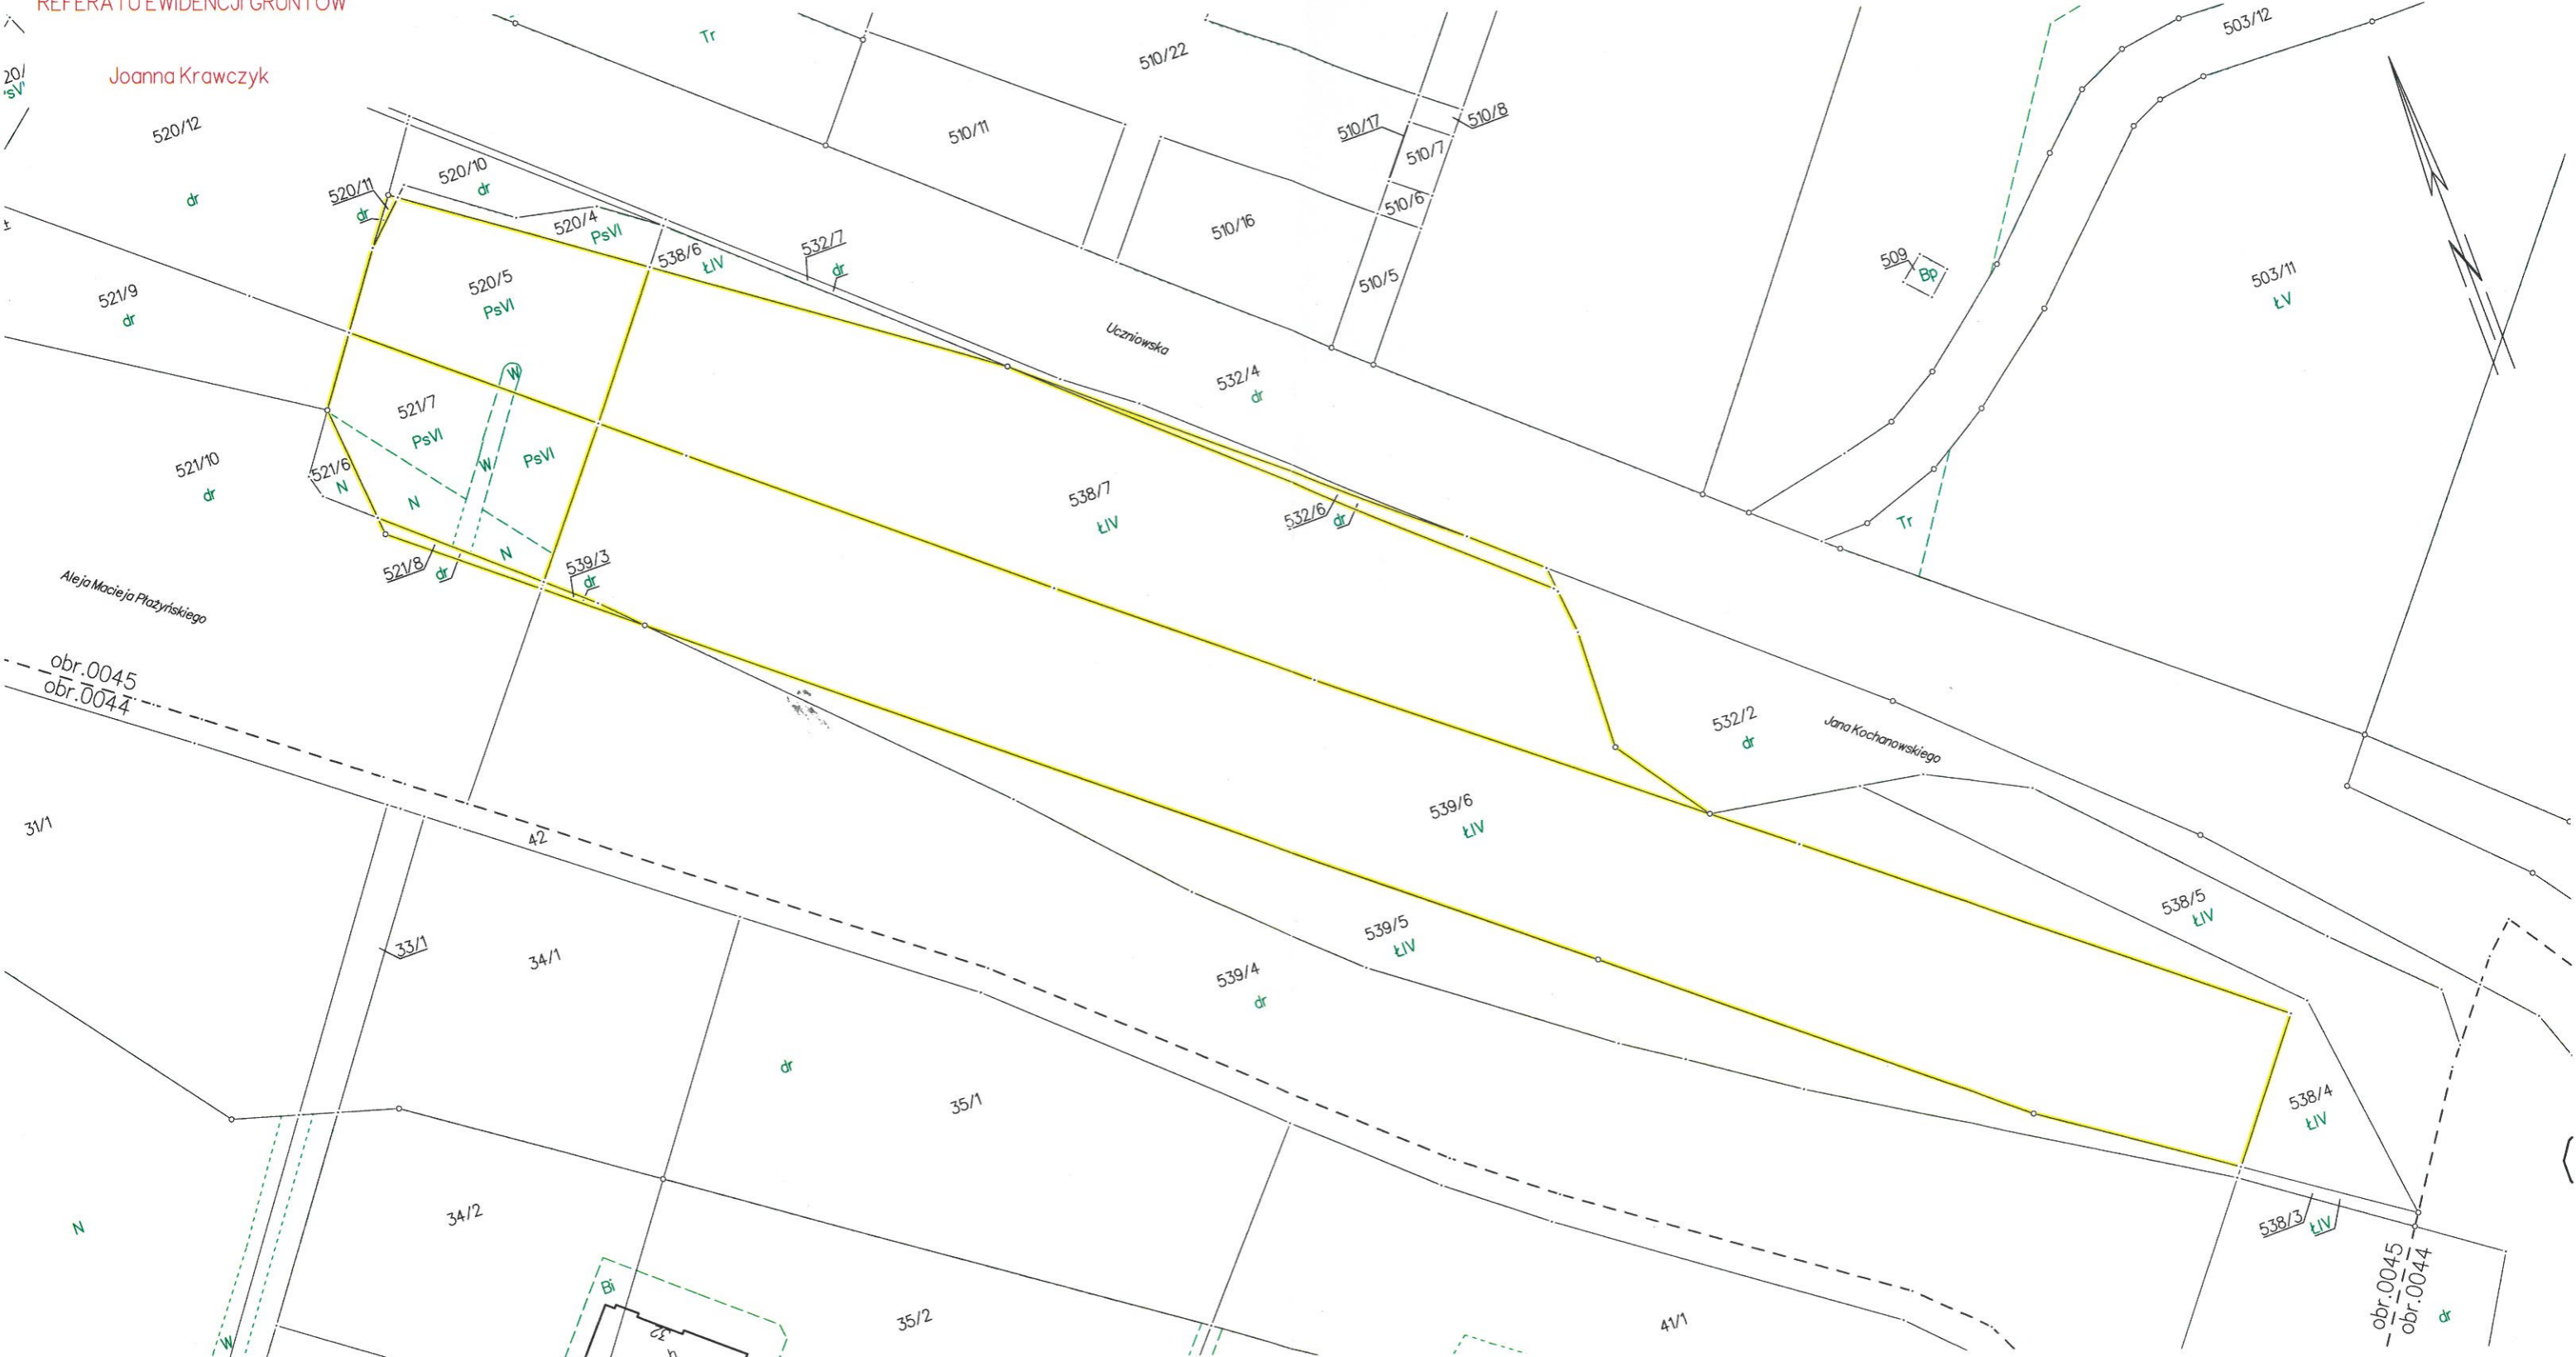 REFERATU EWIDENCJI GRUNTÓW
Joanna Krawczyk
20/
Tr
510/22
503/12
520/12
dr
510/11
510/17
510/8
510/7
510/6
520/10
dr
520/11
dr
520/4
PsVI
510/16
532/7
dr
538/6
ŁIV
509
Bp
503/11
ŁV
510/5
521/9
dr
520/5
PsVI
Uczniowska
532/4
dr
521/7
PsVI
W
W
PsVI
521/10
dr
521/6
N
N
N
538/7
ŁIV
532/6
dr
Tr
521/8
dr
539/3
dr
Aleja Macieja Płażyńskiego
obr.0045
obr.0044
532/2
dr
Jana Kochanowskiego
539/6
ŁIV
31/1
42
538/5
ŁIV
539/5
ŁIV
33/1
34/1
539/4
dr
dr
35/1
538/4
ŁIV
34/2
N
538/3
ŁIV
obr.0045
obr.0044
dr
Bi
32
h
W
35/2
41/1